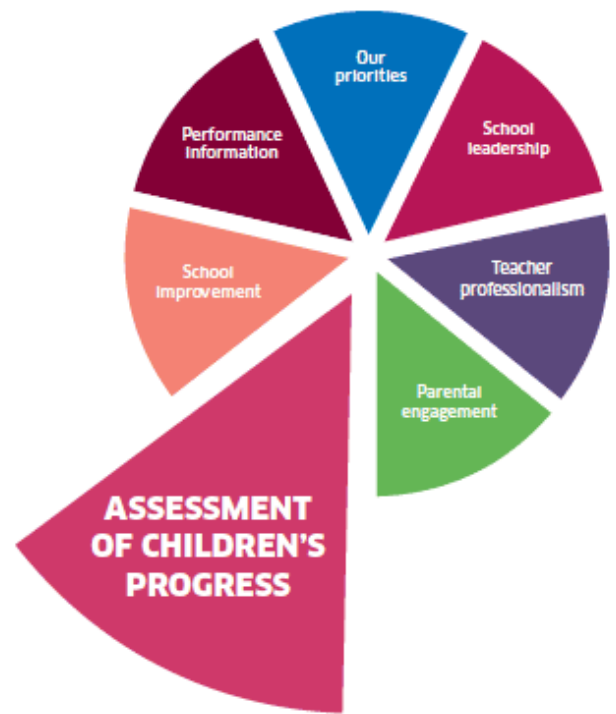 Our
priorities
School
leadership
Teacher
professionalism
Parental
engagement
ASSESSMENT
OF CHILDREN'S
PROGRESS
School
improvement
Performance
information